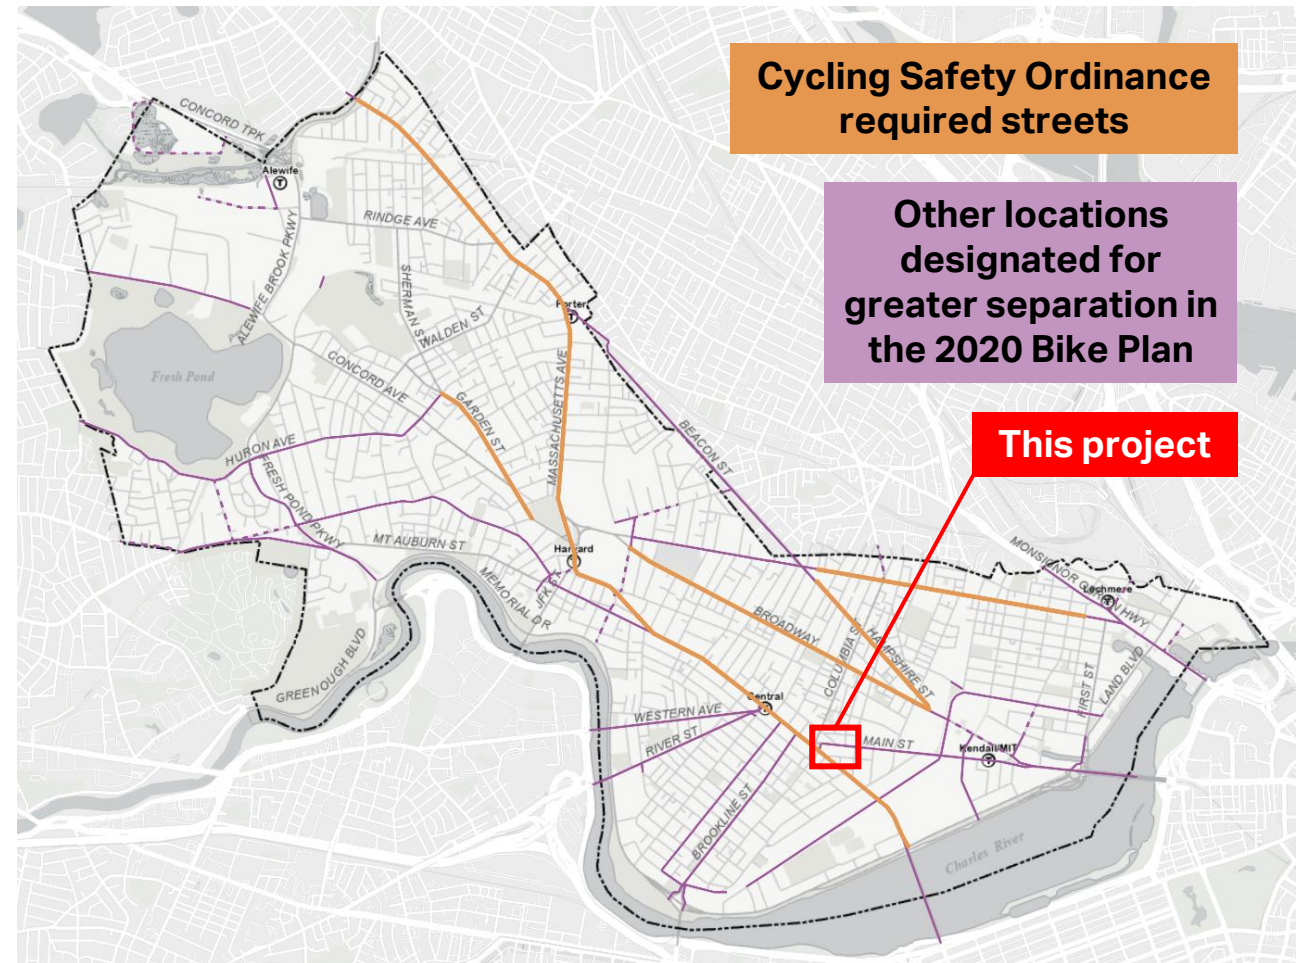 Cycling Safety Ordinance
required streets
Other locations
designated for
greater separation in
the 2020 Bike Plan
This project
CONCORD TPK
Alewife
T
RINDGE AVE
ALEWIFE BROOK PKWY
SHERMAN ST
WALDEN ST
Porter
T
Fresh Pond
CONCORD AVE
GARDEN ST
MASSACHUSETTS AVE
BEACON ST
HURON AVE
FRESH POND PKWY
MT AUBURN ST
Harvard
T
MEMORIAL DR
JFK ST
MONSIGNOR O'BRIEN HWY
Lechmere
T
BROADWAY
COLUMBIA ST
HAMPSHIRE ST
FIRST ST
LAND BLVD
GREENOUGH BLVD
Central
T
WESTERN AVE
RIVER ST
MAIN ST
Kendall/MIT
T
BROOKLINE ST
Charles River